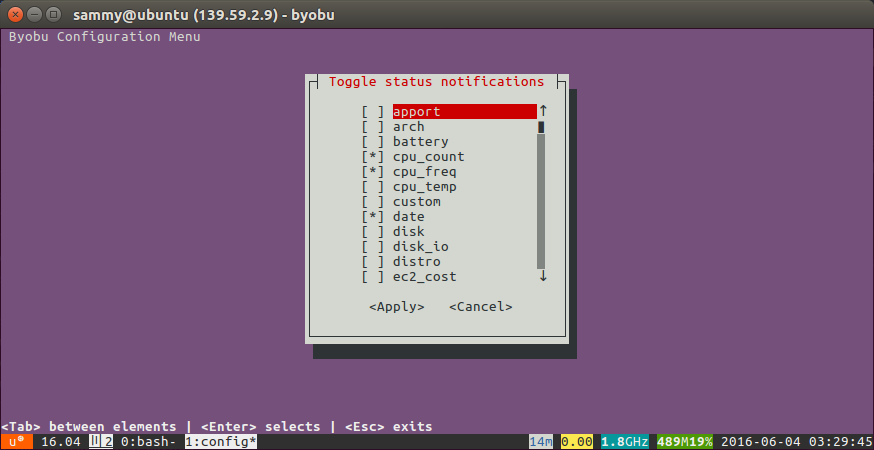 sammy@ubuntu (139.59.2.9) - byobu
Byobu Configuration Menu
Toggle status notifications
[ ] apport ↑
[ ] arch
[ ] battery
[*] cpu_count
[*] cpu_freq
[ ] cpu_temp
[ ] custom
[*] date
[ ] disk
[ ] disk_io
[ ] distro
[ ] ec2_cost ↓
<Apply> <Cancel>
<Tab> between elements | <Enter> selects | <Esc> exits
u® 16.04 2 0:bash- 1:config* 14m 0.00 1.8GHz 489M19% 2016-06-04 03:29:45